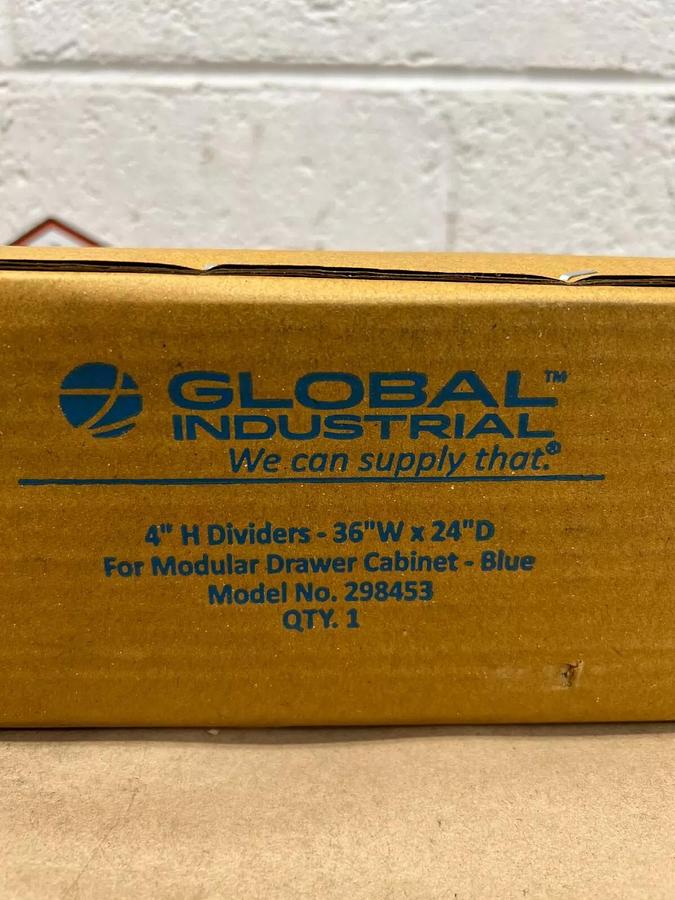 GLOBAL™
INDUSTRIAL
We can supply that.®
4" H Dividers - 36"W x 24"D
For Modular Drawer Cabinet - Blue
Model No. 298453
QTY. 1